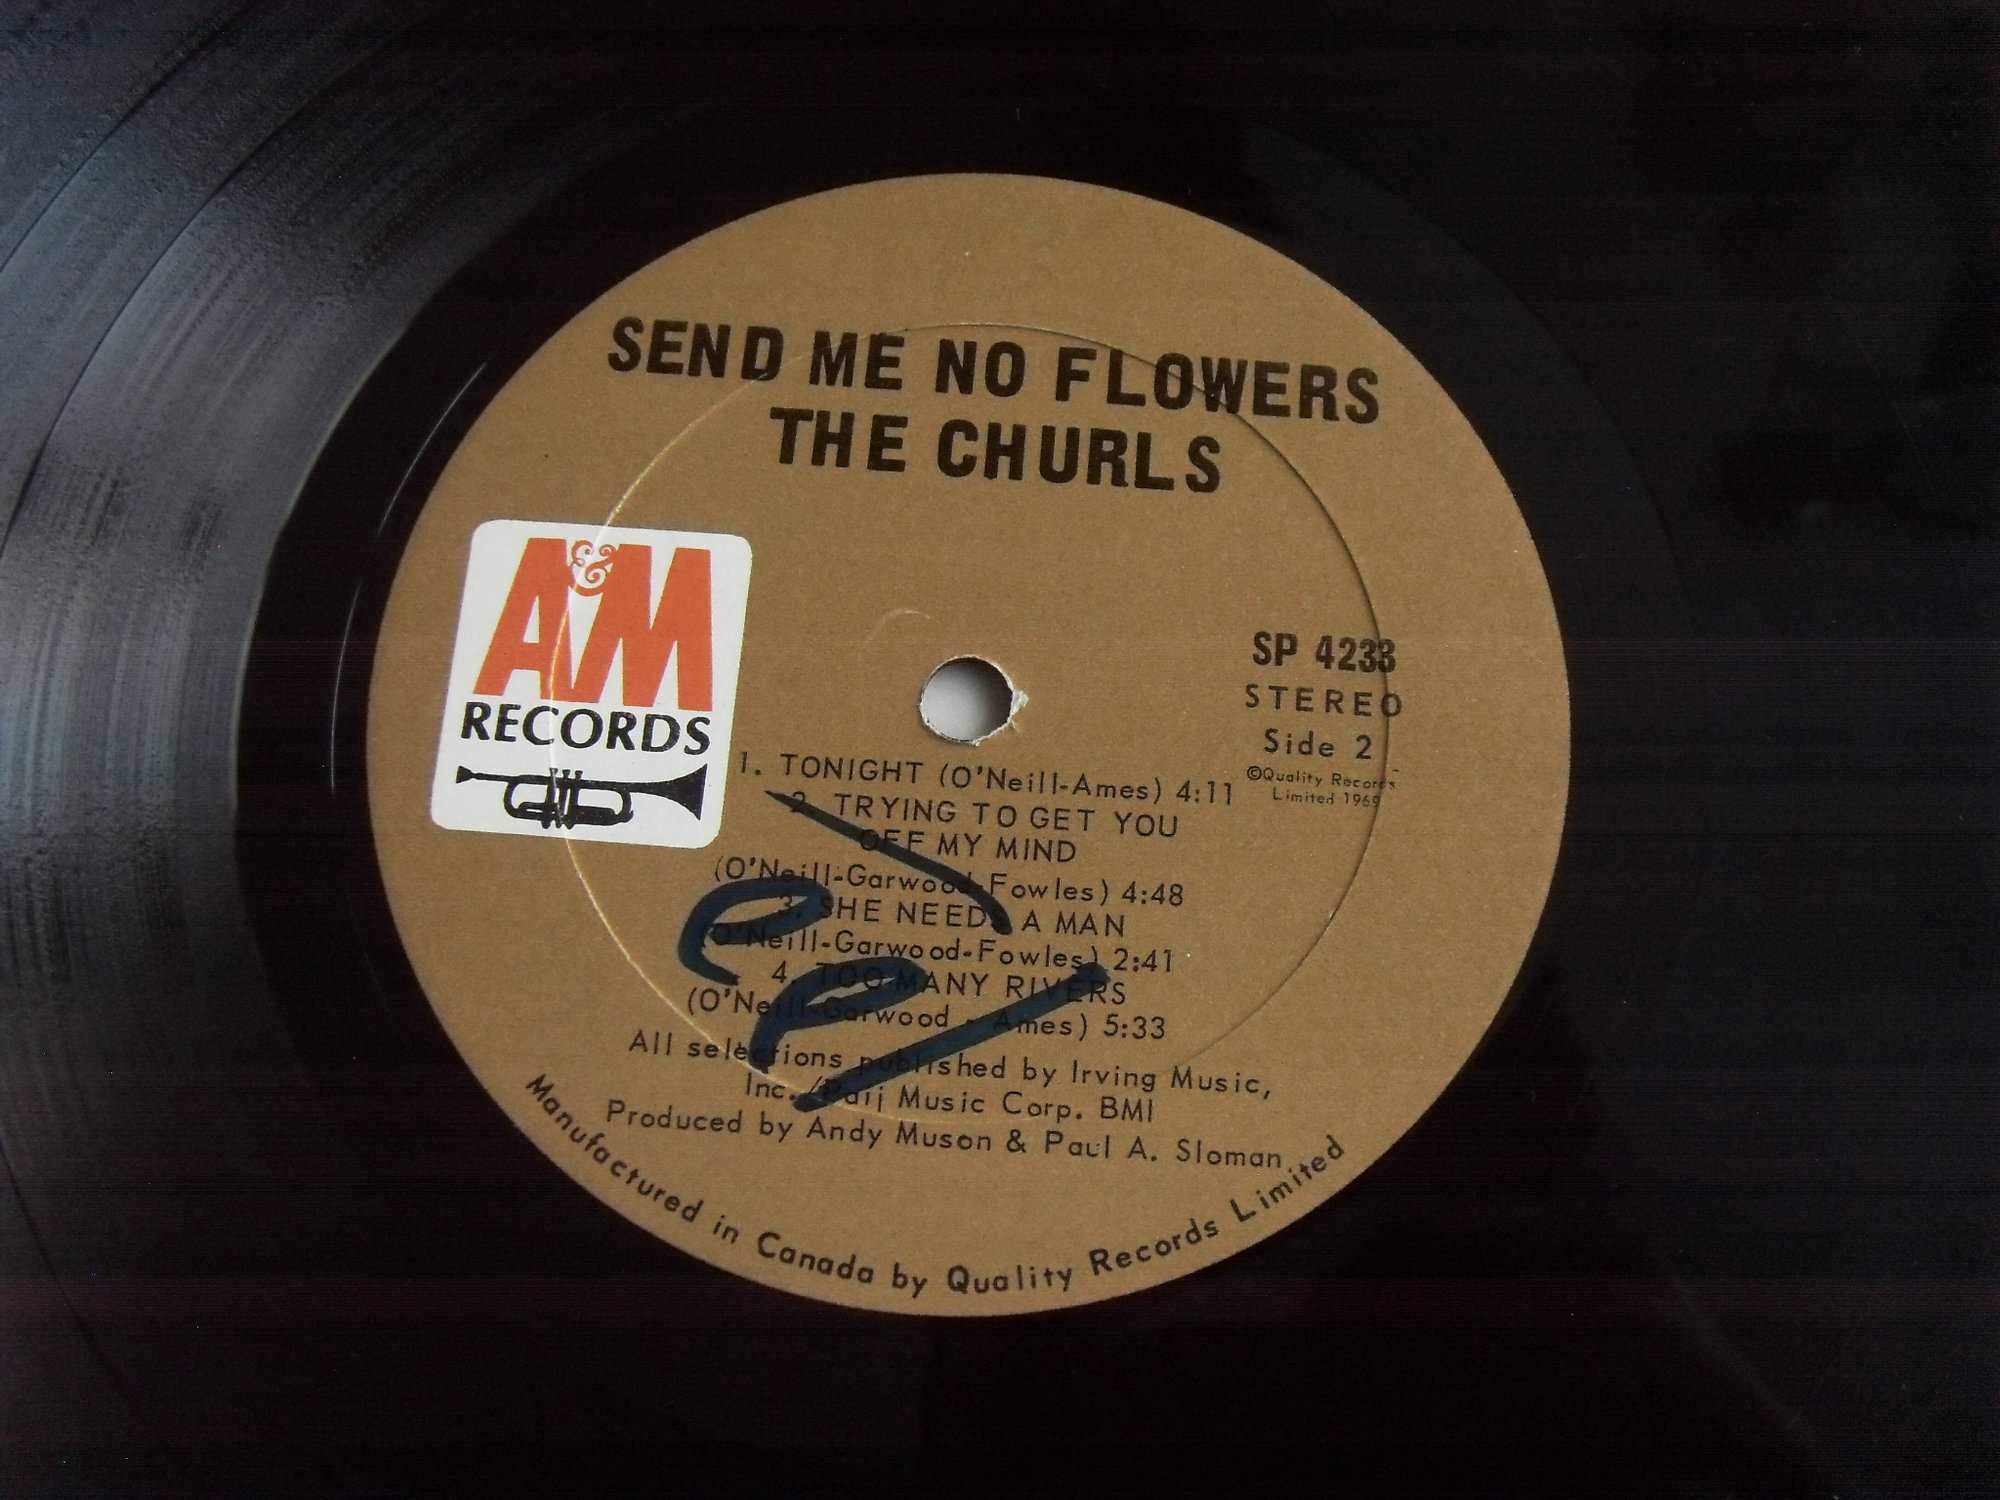 SEND ME NO FLOWERS
THE CHURLS
A&M
RECORDS
SP 4233
STEREO
Side 2
©Quality Records
Limited 1969
1. TONIGHT (O'Neill-Ames) 4:11
2. TRYING TO GET YOU
OFF MY MIND
(O'Neill-Garwood-Fowles) 4:48
3. SHE NEEDS A MAN
(O'Neill-Garwood-Fowles) 2:41
4. TOO MANY RIVERS
(O'Neill-Garwood - Ames) 5:33
All selections published by Irving Music,
Inc./Paij Music Corp. BMI
Produced by Andy Muson & Paul A. Sloman
Manufactured in Canada by Quality Records Limited